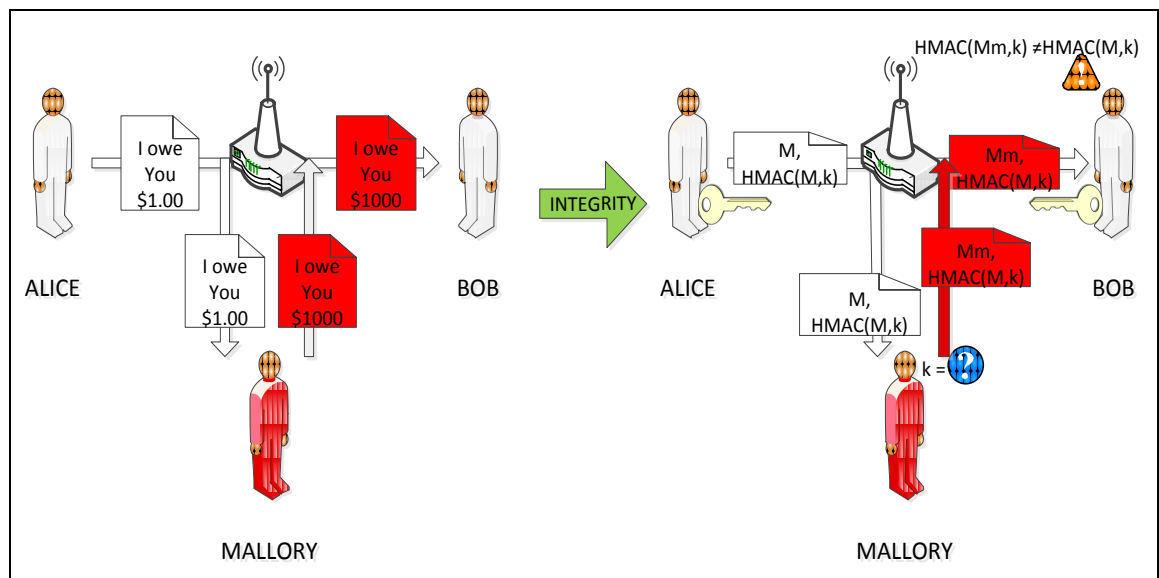 I owe
You
$1.00
I owe
You
$1000
I owe
You
$1.00
I owe
You
$1000
ALICE
BOB
MALLORY
INTEGRITY
HMAC(Mm,k) ≠HMAC(M,k)
!
M,
HMAC(M,k)
Mm,
HMAC(M,k)
Mm,
HMAC(M,k)
M,
HMAC(M,k)
ALICE
BOB
k =
?
MALLORY